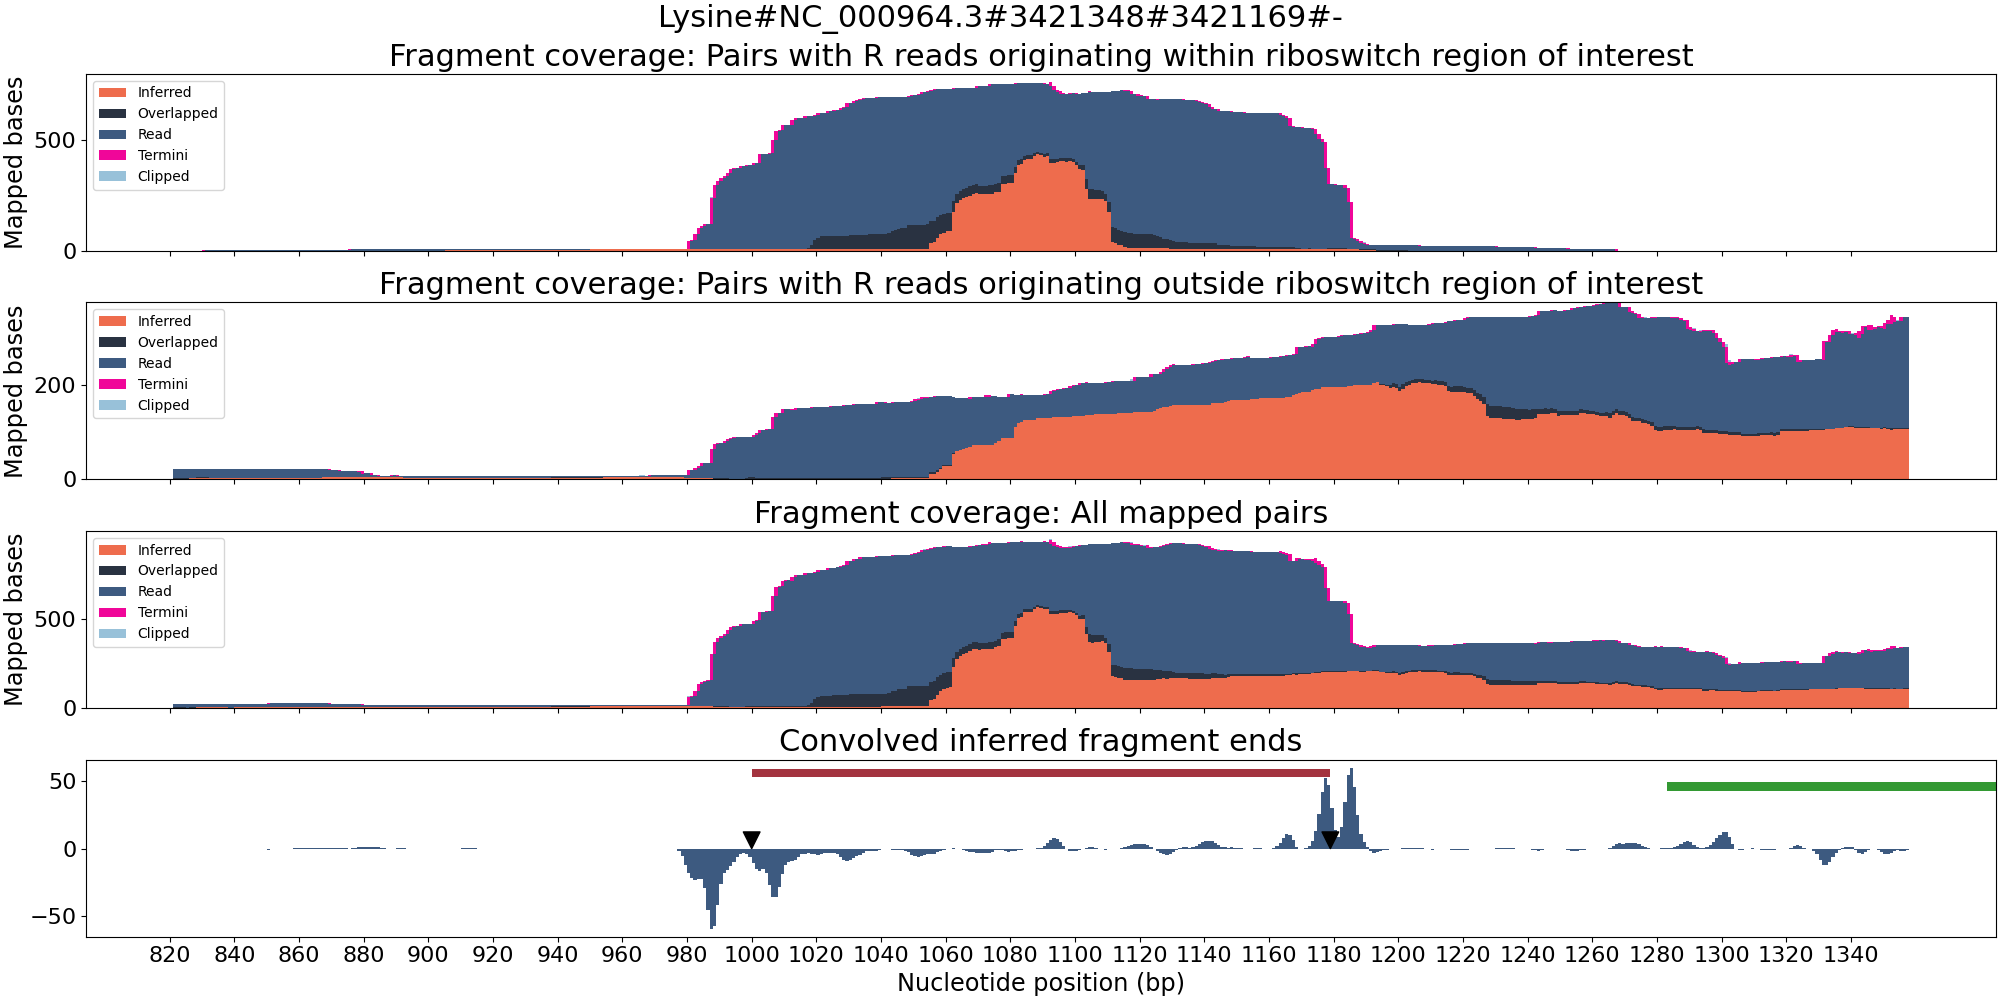 Lysine#NC_000964.3#3421348#3421169#-
Fragment coverage: Pairs with R reads originating within riboswitch region of interest
Mapped bases
500
0
Inferred
Overlapped
Read
Termini
Clipped
Fragment coverage: Pairs with R reads originating outside riboswitch region of interest
Mapped bases
200
0
Inferred
Overlapped
Read
Termini
Clipped
Fragment coverage: All mapped pairs
Mapped bases
500
0
Inferred
Overlapped
Read
Termini
Clipped
Convolved inferred fragment ends
50
0
−50
820 840 860 880 900 920 940 960 980 1000 1020 1040 1060 1080 1100 1120 1140 1160 1180 1200 1220 1240 1260 1280 1300 1320 1340
Nucleotide position (bp)